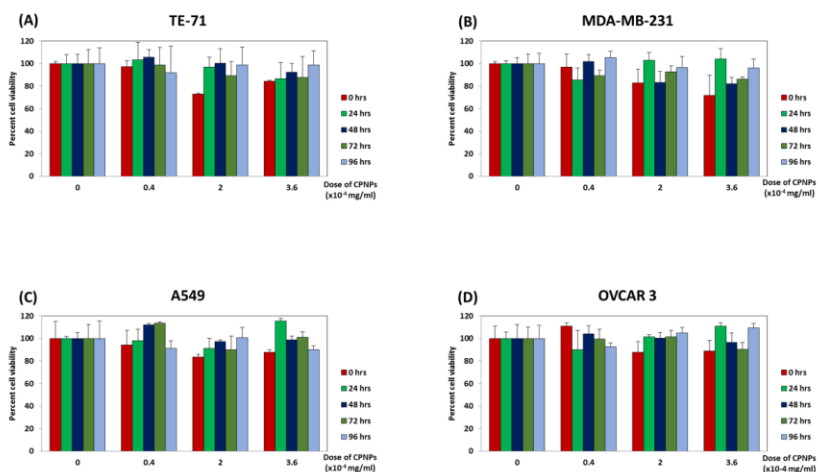 (A)
TE-71
Percent cell viability
120
100
80
60
40
20
0
0
0.4
2
3.6
Dose of CPNPs
(x10⁻⁴ mg/ml)
0 hrs
24 hrs
48 hrs
72 hrs
96 hrs
(B)
MDA-MB-231
Percent cell viability
120
100
80
60
40
20
0
0
0.4
2
3.6
Dose of CPNPs
(x10⁻⁴ mg/ml)
0 hrs
24 hrs
48 hrs
72 hrs
96 hrs
(C)
A549
Percent cell viability
120
100
80
60
40
20
0
0
0.4
2
3.6
Dose of CPNPs
(x10⁻⁴ mg/ml)
0 hrs
24 hrs
48 hrs
72 hrs
96 hrs
(D)
OVCAR 3
Percent cell viability
120
100
80
60
40
20
0
0
0.4
2
3.6
Dose of CPNPs
(x10-4 mg/ml)
0 hrs
24 hrs
48 hrs
72 hrs
96 hrs